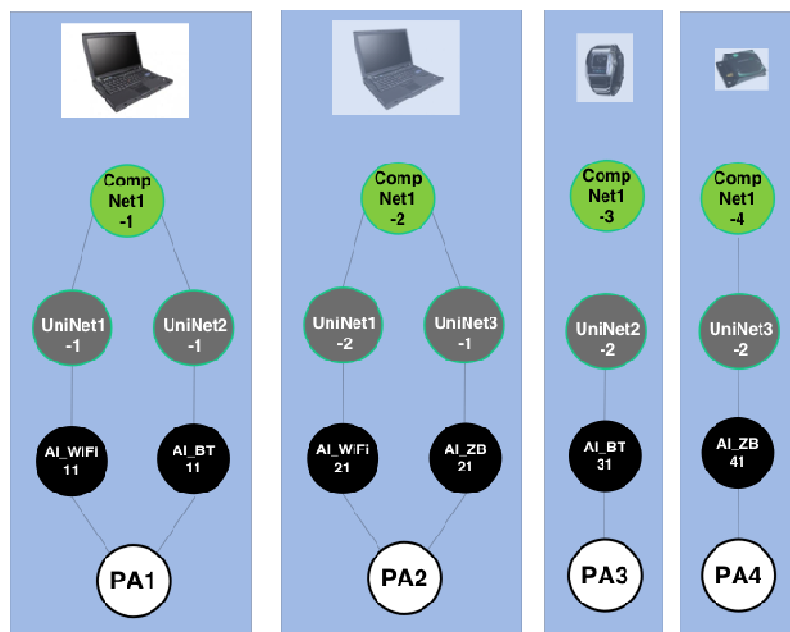 Comp
Net1
-1
Comp
Net1
-2
Comp
Net1
-3
Comp
Net1
-4
UniNet1
-1
UniNet2
-1
UniNet1
-2
UniNet3
-1
UniNet2
-2
UniNet3
-2
AI_WiFi
11
AI_BT
11
AI_WiFi
21
AI_ZB
21
AI_BT
31
AI_ZB
41
PA1
PA2
PA3
PA4